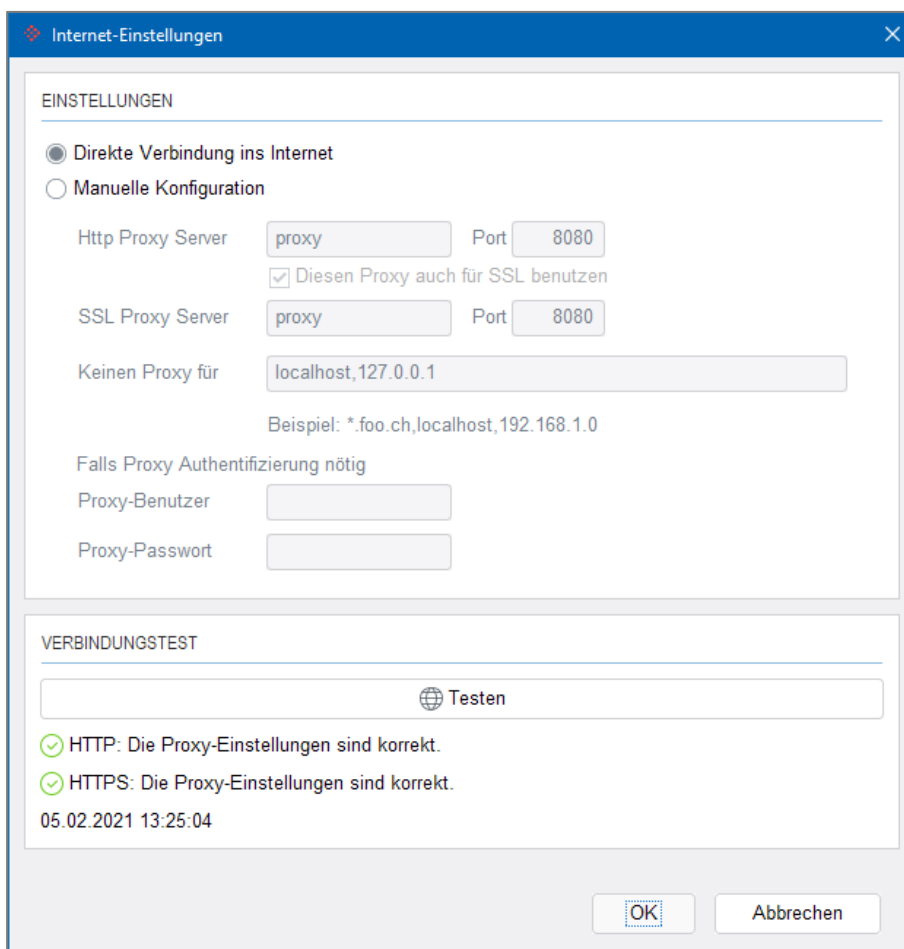 Internet-Einstellungen
EINSTELLUNGEN
Direkte Verbindung ins Internet
Manuelle Konfiguration
Http Proxy Server proxy Port 8080
Diesen Proxy auch für SSL benutzen
SSL Proxy Server proxy Port 8080
Keinen Proxy für localhost,127.0.0.1
Beispiel: *.foo.ch,localhost,192.168.1.0
Falls Proxy Authentifizierung nötig
Proxy-Benutzer
Proxy-Passwort
VERBINDUNGSTEST
Testen
HTTP: Die Proxy-Einstellungen sind korrekt.
HTTPS: Die Proxy-Einstellungen sind korrekt.
05.02.2021 13:25:04
OK Abbrechen